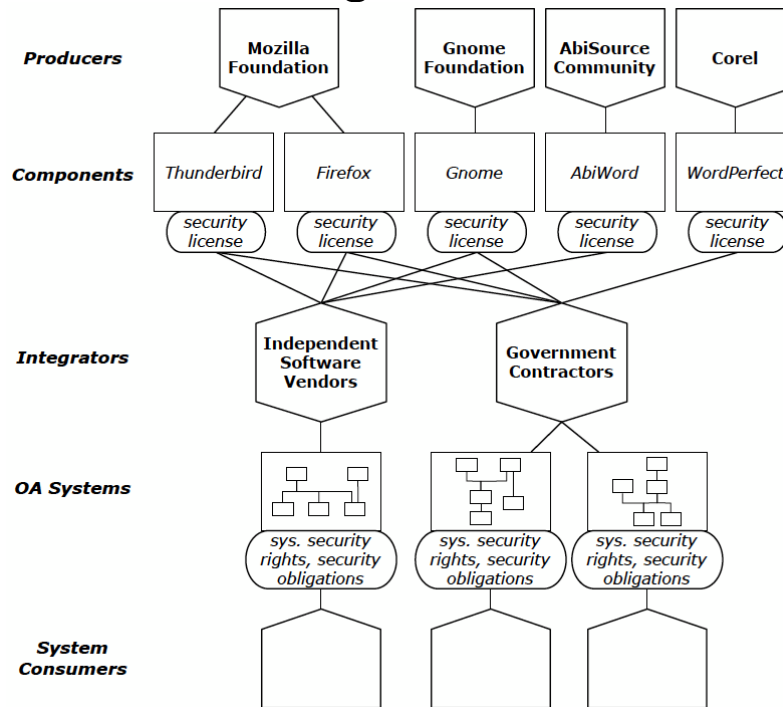 Producers
Mozilla
Foundation
Gnome
Foundation
AbiSource
Community
Corel
Components
Thunderbird
Firefox
Gnome
AbiWord
WordPerfect
security
license
security
license
security
license
security
license
security
license
Integrators
Independent
Software
Vendors
Government
Contractors
OA Systems
sys. security
rights, security
obligations
sys. security
rights, security
obligations
sys. security
rights, security
obligations
System
Consumers